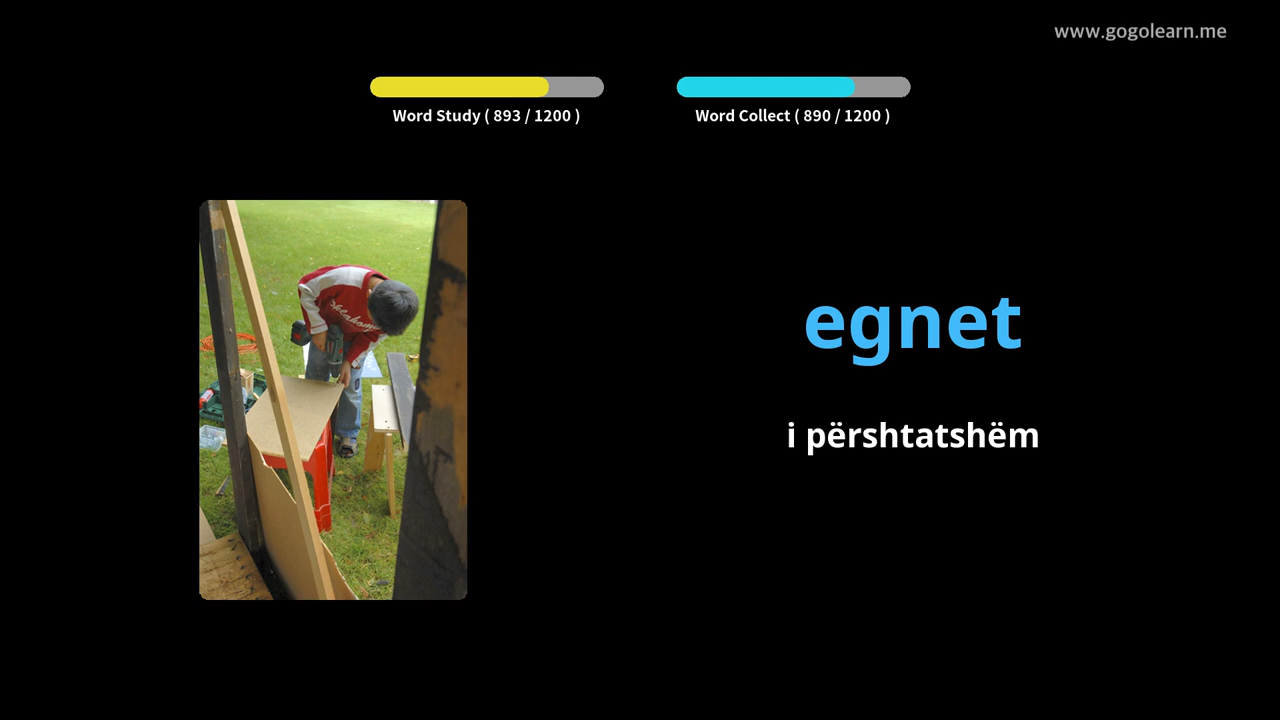 www.gogolearn.me
Word Study ( 893 / 1200 )
Word Collect ( 890 / 1200 )
egnet
i përshtatshëm